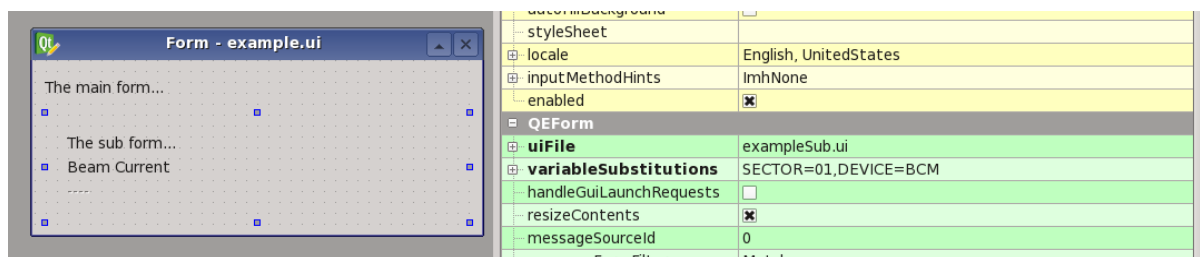 Form - example.ui
The main form...
The sub form...
Beam Current
----
autoFillBackground
styleSheet
locale English, UnitedStates
inputMethodHints ImhNone
enabled
QEForm
uiFile exampleSub.ui
variableSubstitutions SECTOR=01,DEVICE=BCM
handleGuiLaunchRequests
resizeContents
messageSourceId 0